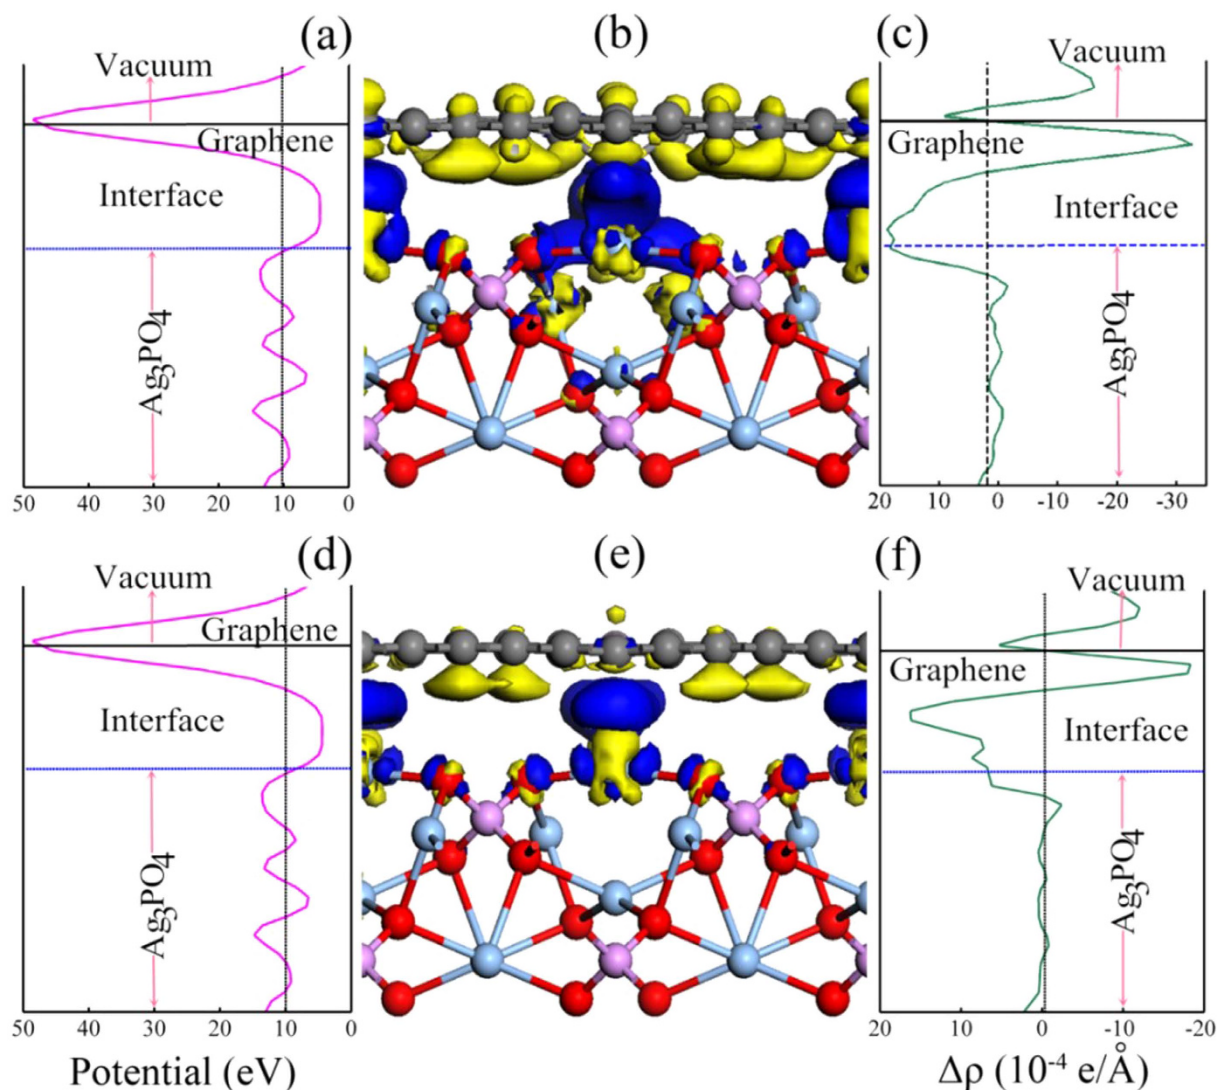 (a)
(b)
(c)
Vacuum
Graphene
Interface
Ag₃PO₄
50 40 30 20 10 0
Vacuum
Graphene
Interface
Ag₃PO₄
20 10 0 -10 -20 -30
(d)
(e)
(f)
Vacuum
Graphene
Interface
Ag₃PO₄
50 40 30 20 10 0
Potential (eV)
Vacuum
Graphene
Interface
Ag₃PO₄
20 10 0 -10 -20
Δρ (10⁻⁴ e/Å)